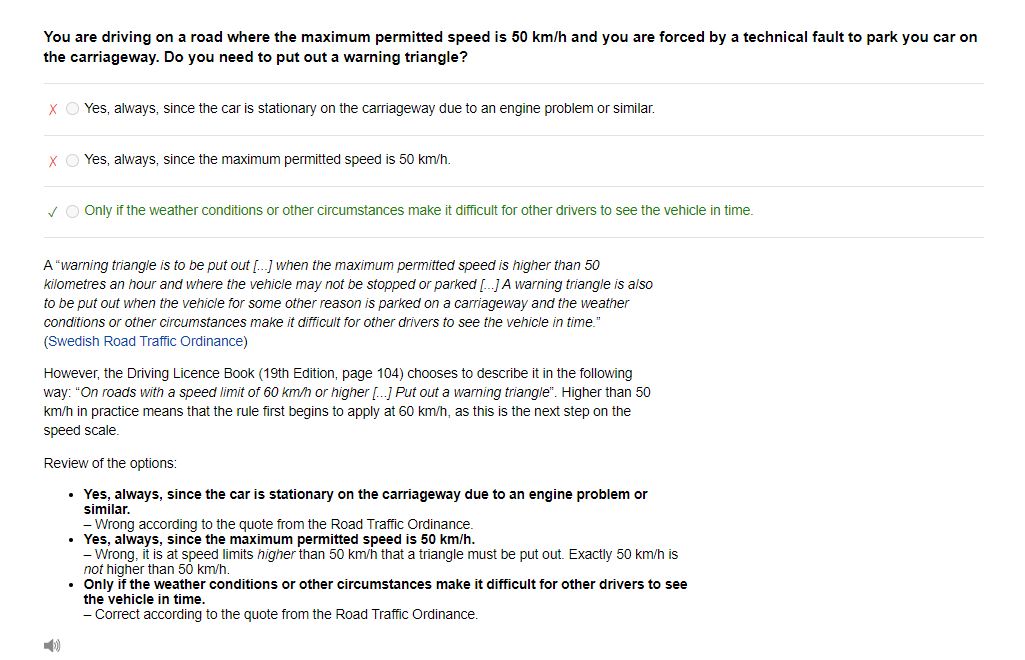 You are driving on a road where the maximum permitted speed is 50 km/h and you are forced by a technical fault to park you car on
the carriageway. Do you need to put out a warning triangle?
X Yes, always, since the car is stationary on the carriageway due to an engine problem or similar.
X Yes, always, since the maximum permitted speed is 50 km/h.
✓ Only if the weather conditions or other circumstances make it difficult for other drivers to see the vehicle in time.
A "warning triangle is to be put out [...] when the maximum permitted speed is higher than 50
kilometres an hour and where the vehicle may not be stopped or parked [...] A warning triangle is also
to be put out when the vehicle for some other reason is parked on a carriageway and the weather
conditions or other circumstances make it difficult for other drivers to see the vehicle in time."
(Swedish Road Traffic Ordinance)
However, the Driving Licence Book (19th Edition, page 104) chooses to describe it in the following
way: "On roads with a speed limit of 60 km/h or higher [...] Put out a warning triangle". Higher than 50
km/h in practice means that the rule first begins to apply at 60 km/h, as this is the next step on the
speed scale.
Review of the options:
• Yes, always, since the car is stationary on the carriageway due to an engine problem or
similar.
– Wrong according to the quote from the Road Traffic Ordinance.
• Yes, always, since the maximum permitted speed is 50 km/h.
– Wrong, it is at speed limits higher than 50 km/h that a triangle must be put out. Exactly 50 km/h is
not higher than 50 km/h.
• Only if the weather conditions or other circumstances make it difficult for other drivers to see
the vehicle in time.
– Correct according to the quote from the Road Traffic Ordinance.